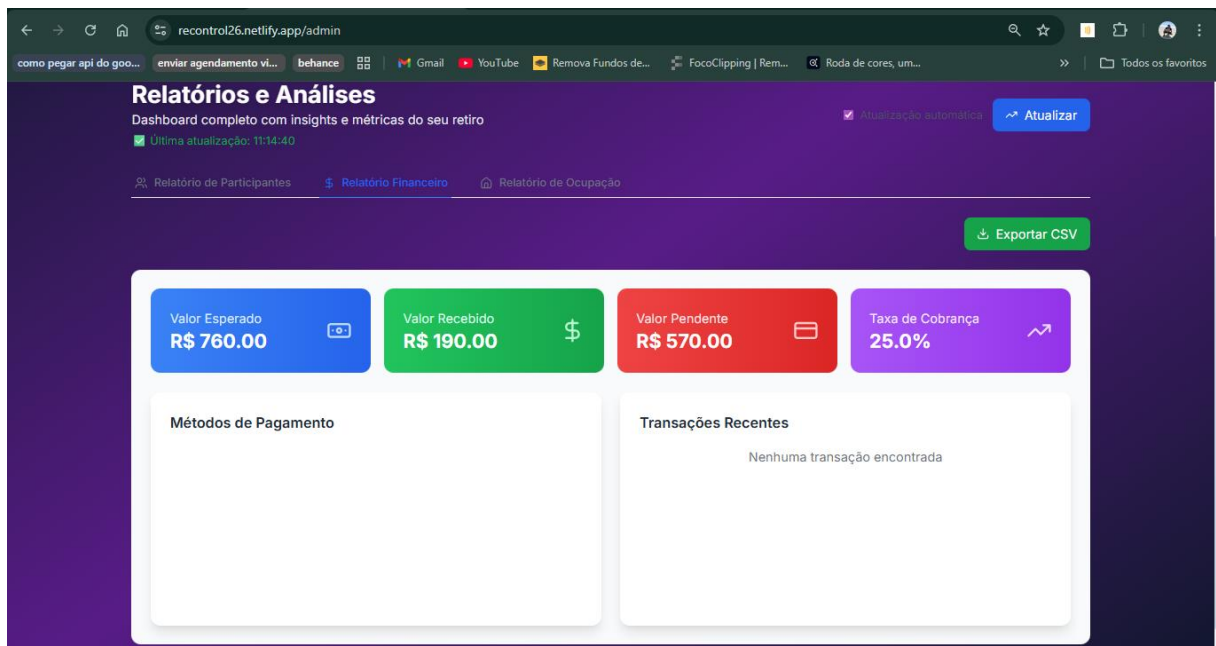 recontrol26.netlify.app/admin
como pegar api do goo... enviar agendamento vi... behance Gmail YouTube Remova Fundos de... FocoClipping | Rem... Roda de cores, um... » Todos os favoritos
Relatórios e Análises
Dashboard completo com insights e métricas do seu retiro
Última atualização: 11:14:40
Atualização automática
Atualizar
Relatório de Participantes $ Relatório Financeiro Relatório de Ocupação
Exportar CSV
Valor Esperado
R$ 760.00
Valor Recebido
R$ 190.00
$
Valor Pendente
R$ 570.00
Taxa de Cobrança
25.0%
Métodos de Pagamento
Transações Recentes
Nenhuma transação encontrada